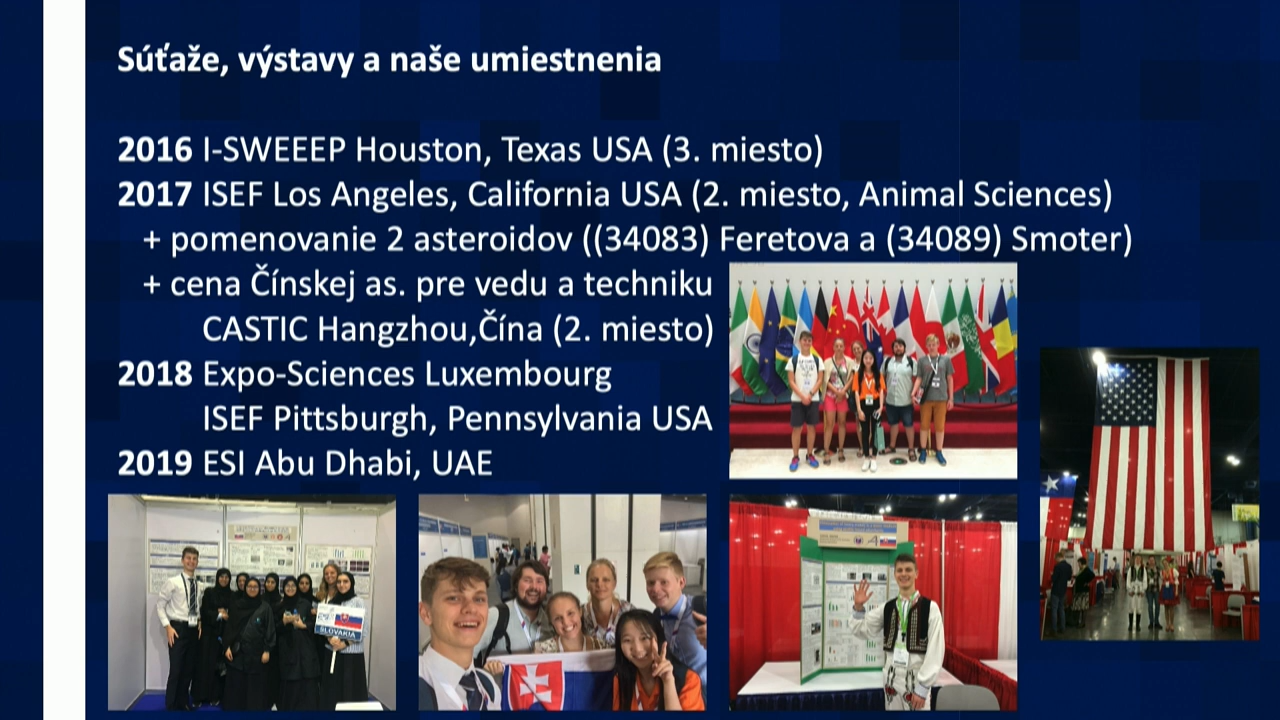 Súťaže, výstavy a naše umiestnenia
2016 I-SWEEEP Houston, Texas USA (3. miesto)
2017 ISEF Los Angeles, California USA (2. miesto, Animal Sciences)
+ pomenovanie 2 asteroidov ((34083) Feretova a (34089) Smoter)
+ cena Čínskej as. pre vedu a techniku
CASTIC Hangzhou,Čína (2. miesto)
2018 Expo-Sciences Luxembourg
ISEF Pittsburgh, Pennsylvania USA
2019 ESI Abu Dhabi, UAE
SLOVAKIA